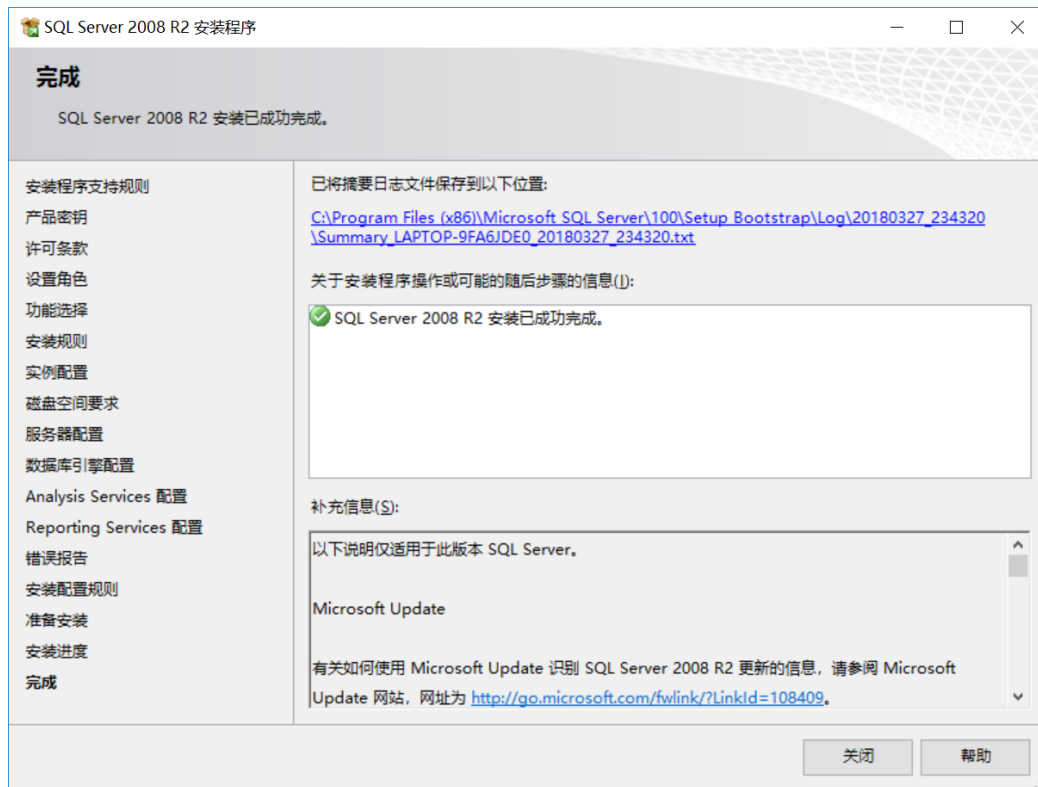 SQL Server 2008 R2 安装程序
完成
SQL Server 2008 R2 安装已成功完成。
安装程序支持规则
产品密钥
许可条款
设置角色
功能选择
安装规则
实例配置
磁盘空间要求
服务器配置
数据库引擎配置
Analysis Services 配置
Reporting Services 配置
错误报告
安装配置规则
准备安装
安装进度
完成
已将摘要日志文件保存到以下位置:
C:\Program Files (x86)\Microsoft SQL Server\100\Setup Bootstrap\Log\20180327_234320
\Summary_LAPTOP-9FA6JDE0_20180327_234320.txt
关于安装程序操作或可能的随后步骤的信息(I):
SQL Server 2008 R2 安装已成功完成。
补充信息(S):
以下说明仅适用于此版本 SQL Server。
Microsoft Update
有关如何使用 Microsoft Update 识别 SQL Server 2008 R2 更新的信息，请参阅 Microsoft
Update 网站，网址为 http://go.microsoft.com/fwlink/?LinkId=108409。
关闭
帮助